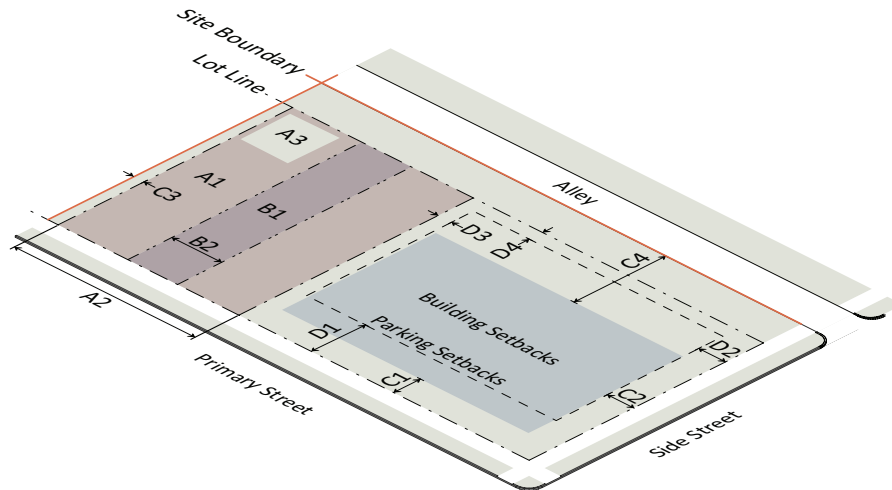 Site Boundary
Lot Line
A3
A1
C3
B1
B2
A2
Alley
D3
D4
C4
Building Setbacks
Parking Setbacks
D1
D2
C1
C2
Primary Street
Side Street